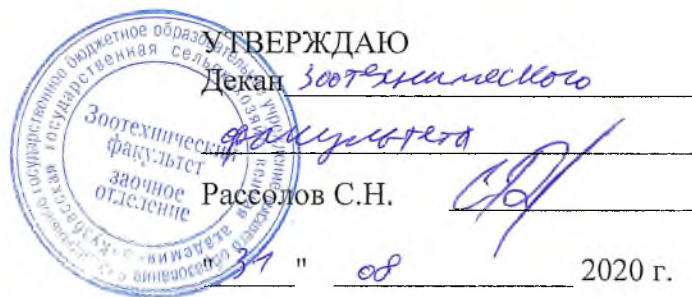 УТВЕРЖДАЮ
Декан зоотехнического
факультета
Рассолов С.Н.
"31" 08 2020 г.
Зоотехнический
факультет
заочное
отделение